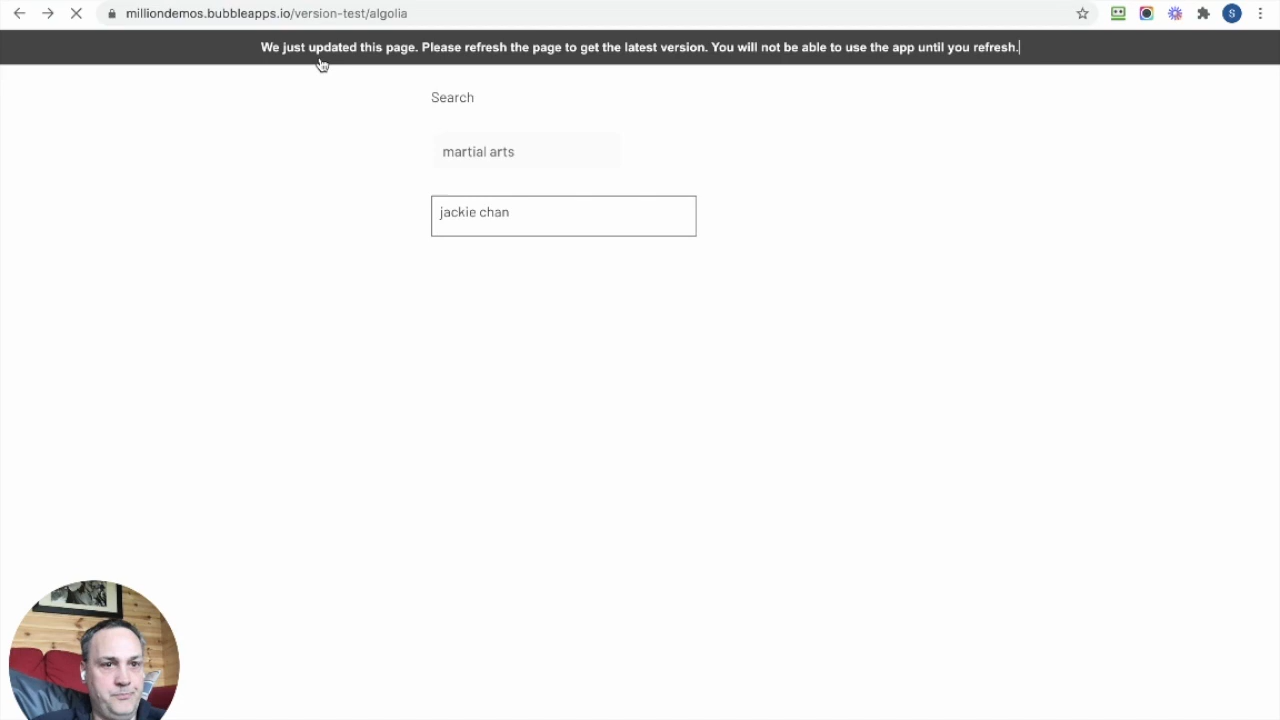 milliondemos.bubbleapps.io/version-test/algolia
S
We just updated this page. Please refresh the page to get the latest version. You will not be able to use the app until you refresh.
Search
martial arts
jackie chan